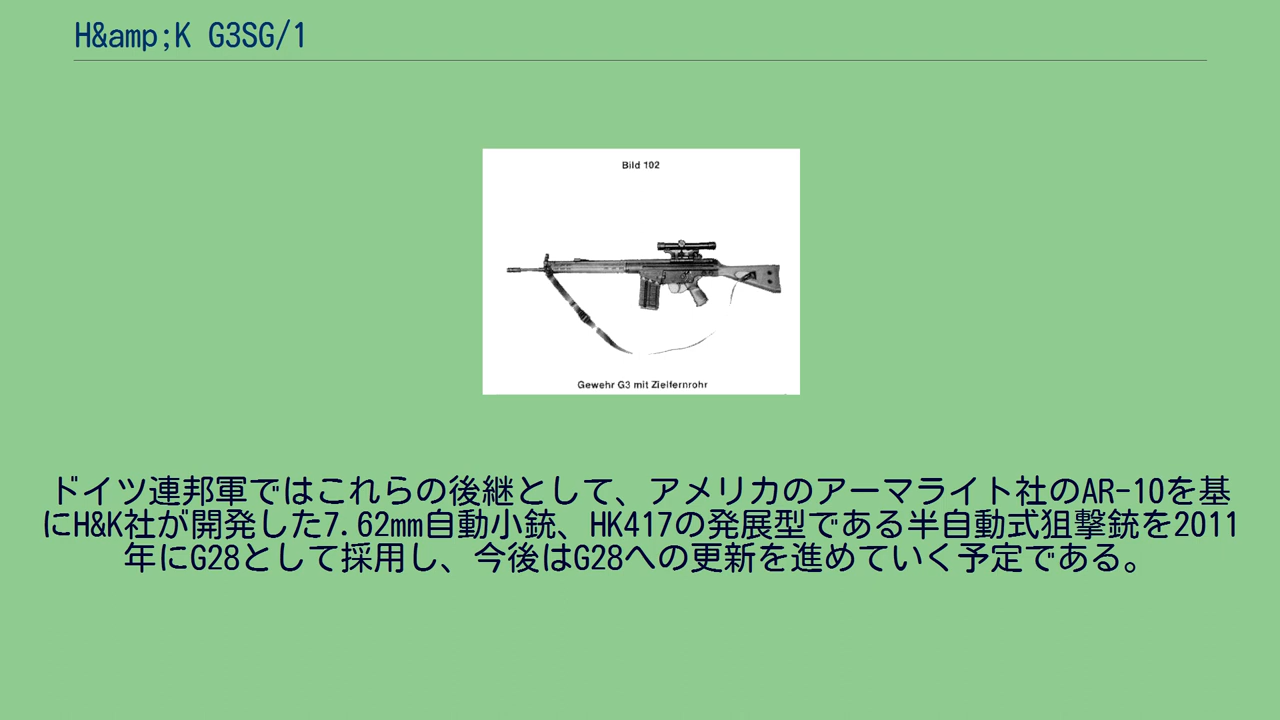 H&amp;K G3SG/1
Bild 102
Gewehr G3 mit Zielfernrohr
ドイツ連邦軍ではこれらの後継として、アメリカのアーマライト社のAR-10を基
にH&K社が開発した7.62mm自動小銃、HK417の発展型である半自動式狙撃銃を2011
年にG28として採用し、今後はG28への更新を進めていく予定である。